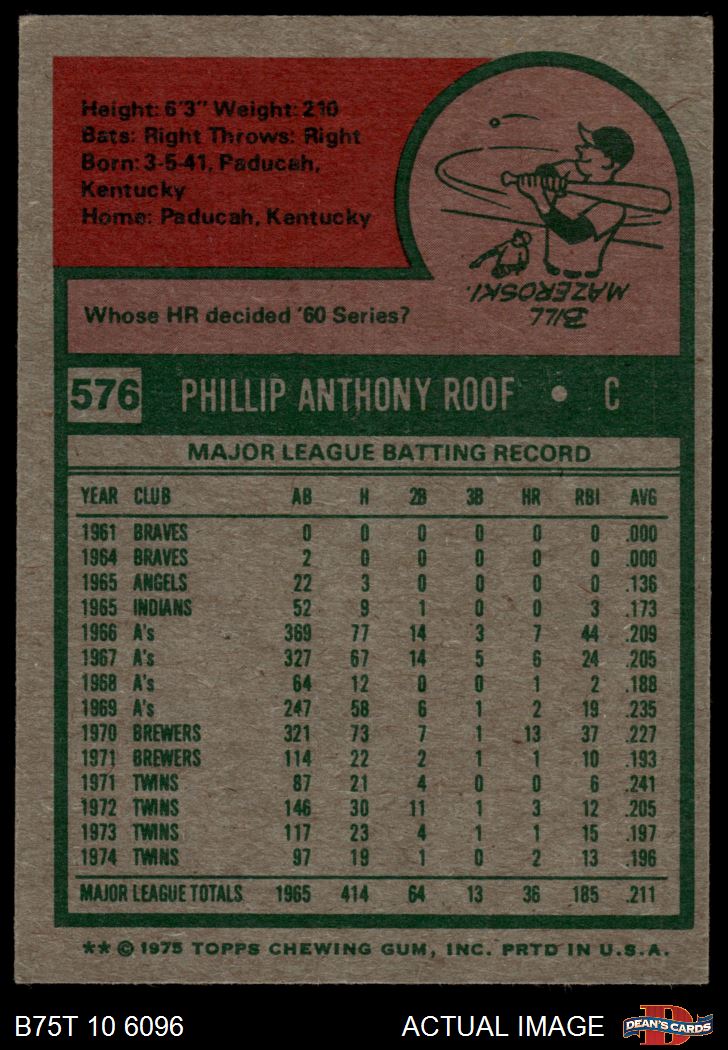 Height: 6'3" Weight: 210
Bats: Right Throws: Right
Born: 3-5-41, Paducah,
Kentucky
Home: Paducah, Kentucky
Whose HR decided '60 Series?
BILL
MAZEROSKI.
576 PHILLIP ANTHONY ROOF • C
MAJOR LEAGUE BATTING RECORD
YEAR CLUB AB H 2B 3B HR RBI AVG
1961 BRAVES 0 0 0 0 0 0 .000
1964 BRAVES 2 0 0 0 0 0 .000
1965 ANGELS 22 3 0 0 0 0 .136
1965 INDIANS 52 9 1 0 0 3 .173
1966 A's 369 77 14 3 7 44 .209
1967 A's 327 67 14 5 6 24 .205
1968 A's 64 12 0 0 1 2 .188
1969 A's 247 58 6 1 2 19 .235
1970 BREWERS 321 73 7 1 13 37 .227
1971 BREWERS 114 22 2 1 1 10 .193
1971 TWINS 87 21 4 0 0 6 .241
1972 TWINS 146 30 11 1 3 12 .205
1973 TWINS 117 23 4 1 1 15 .197
1974 TWINS 97 19 1 0 2 13 .196
MAJOR LEAGUE TOTALS 1965 414 64 13 36 185 .211
** © 1975 TOPPS CHEWING GUM, INC. PRTD IN U.S.A.
B75T 10 6096 ACTUAL IMAGE D DEAN'S CARDS